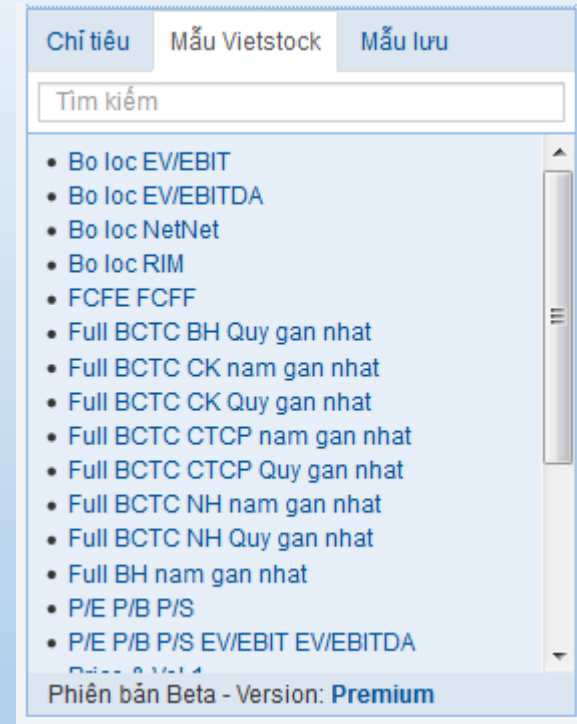 Chỉ tiêu Mẫu Vietstock Mẫu lưu
Tìm kiếm
Bo loc EV/EBIT
Bo loc EV/EBITDA
Bo loc NetNet
Bo loc RIM
FCFE FCFF
Full BCTC BH Quy gan nhat
Full BCTC CK nam gan nhat
Full BCTC CK Quy gan nhat
Full BCTC CTCP nam gan nhat
Full BCTC CTCP Quy gan nhat
Full BCTC NH nam gan nhat
Full BCTC NH Quy gan nhat
Full BH nam gan nhat
P/E P/B P/S
P/E P/B P/S EV/EBIT EV/EBITDA
Phiên bản Beta - Version: Premium